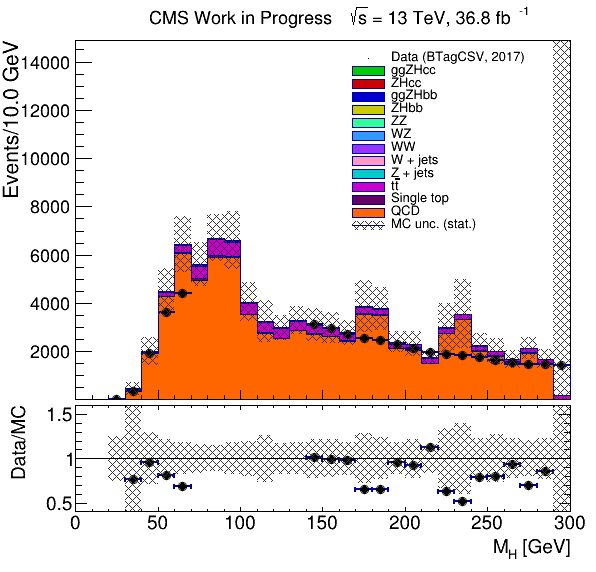 CMS Work in Progress √s = 13 TeV, 36.8 fb⁻¹
Events/10.0 GeV
14000
12000
10000
8000
6000
4000
2000
Data (BTagCSV, 2017)
ggZHcc
ZHcc
ggZHbb
ZHbb
ZZ
WZ
WW
W + jets
Z + jets
tt̅
Single top
QCD
MC unc. (stat.)
Data/MC
1.5
1
0.5
0 50 100 150 200 250 300
M_H [GeV]